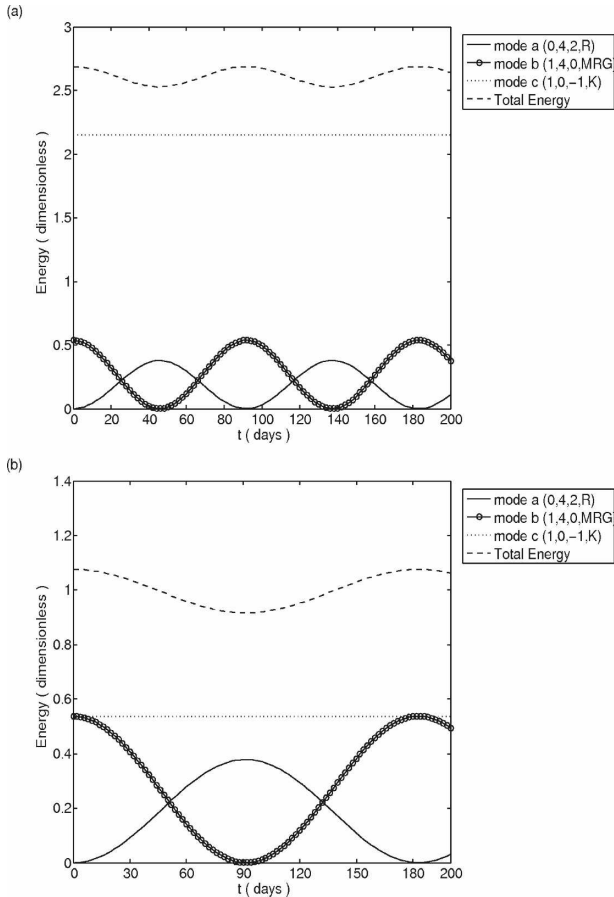 (a)
3
2.5
2
1.5
1
0.5
0
Energy ( dimensionless )
0 20 40 60 80 100 120 140 160 180 200
t ( days )
mode a (0,4,2,R)
mode b (1,4,0,MRG)
mode c (1,0,−1,K)
Total Energy
(b)
1.4
1.2
1
0.8
0.6
0.4
0.2
0
Energy ( dimensionless )
0 30 60 90 120 150 180 200
t ( days )
mode a (0,4,2,R)
mode b (1,4,0,MRG)
mode c (1,0,−1,K)
Total Energy